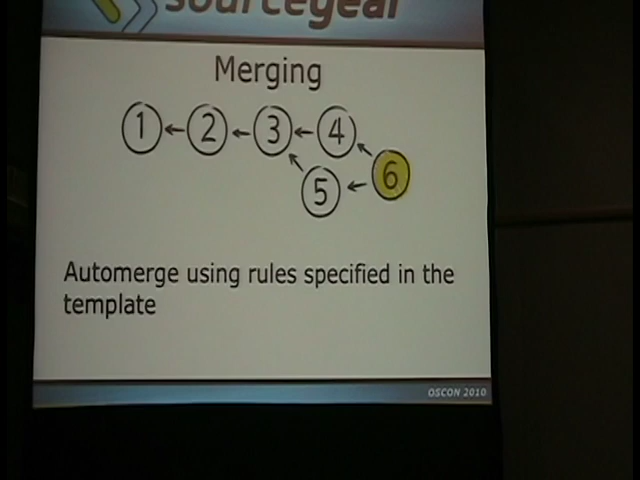 sourcegear
Merging
1 2 3 4
5 6
Automerge using rules specified in the
template
OSCON 2010